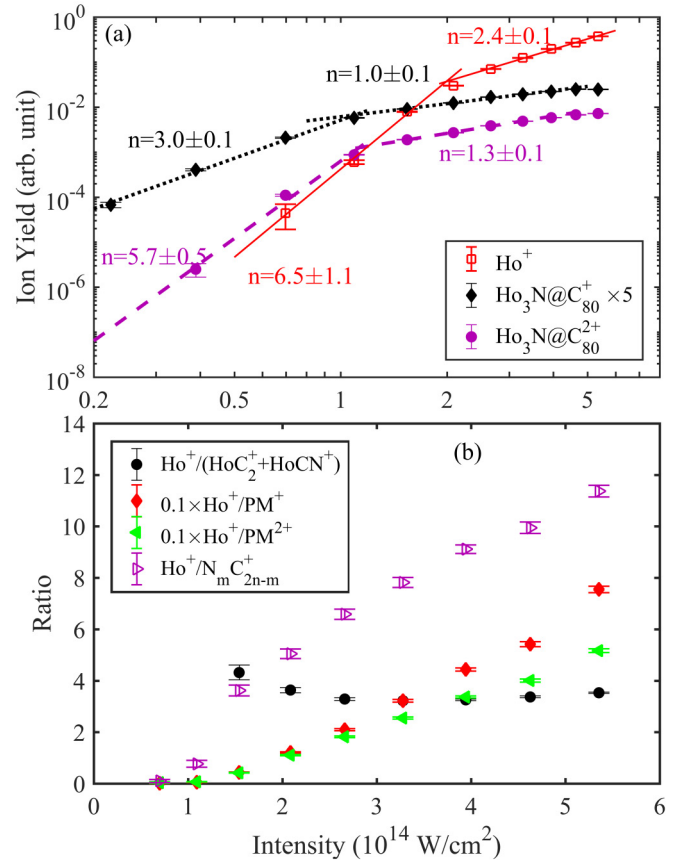 (a)
n=2.4±0.1
n=1.0±0.1
n=3.0±0.1
n=1.3±0.1
n=5.7±0.5
n=6.5±1.1
Ho⁺
Ho₃N@C₈₀⁺ ×5
Ho₃N@C₈₀²⁺
Ion Yield (arb. unit)
10⁰
10⁻²
10⁻⁴
10⁻⁶
10⁻⁸
0.2 0.5 1 2 5
(b)
Ho⁺/(HoC₂⁺+HoCN⁺)
0.1×Ho⁺/PM⁺
0.1×Ho⁺/PM²⁺
Ho⁺/NₘC₂ₙ₋ₘ⁺
Ratio
14
12
10
8
6
4
2
0
0 1 2 3 4 5 6
Intensity (10¹⁴ W/cm²)